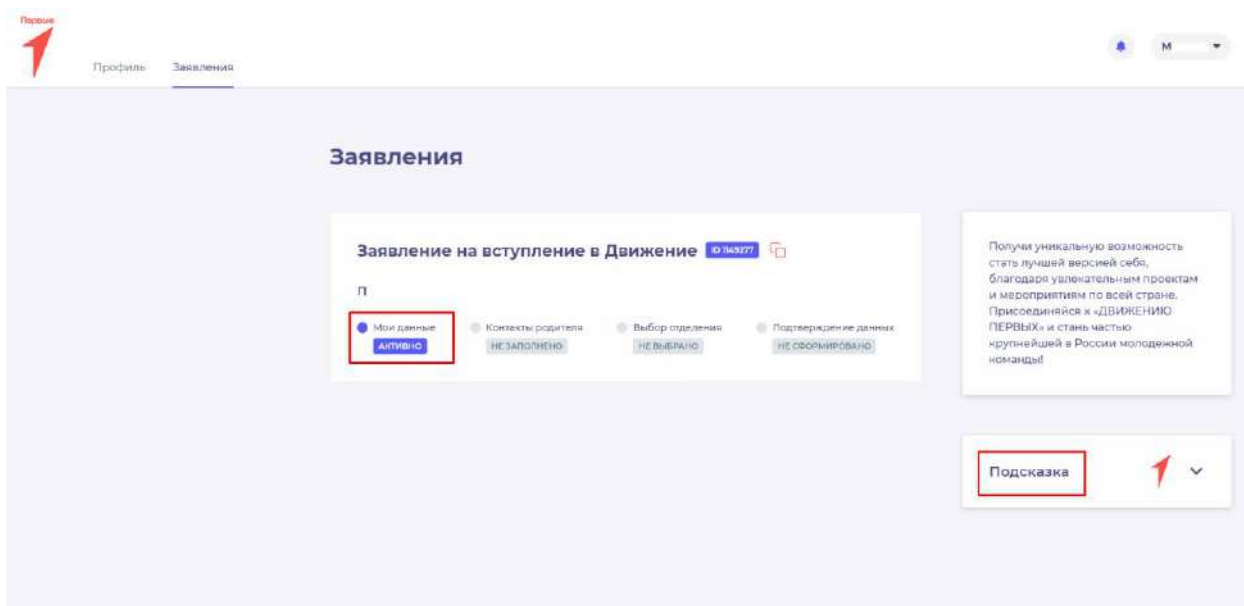 Первые
М
Профиль
Заявления
Заявления
Заявление на вступление в Движение ID 1149277
П
Мои данные
АКТИВНО
Контакты родителя
НЕ ЗАПОЛНЕНО
Выбор отделения
НЕ ВЫБРАНО
Подтверждение данных
НЕ СФОРМИРОВАНО
Получи уникальную возможность
стать лучшей версией себя,
благодаря увлекательным проектам
и мероприятиям по всей стране.
Присоединяйся к «ДВИЖЕНИЮ
ПЕРВЫХ» и стань частью
крупнейшей в России молодежной
команды!
Подсказка